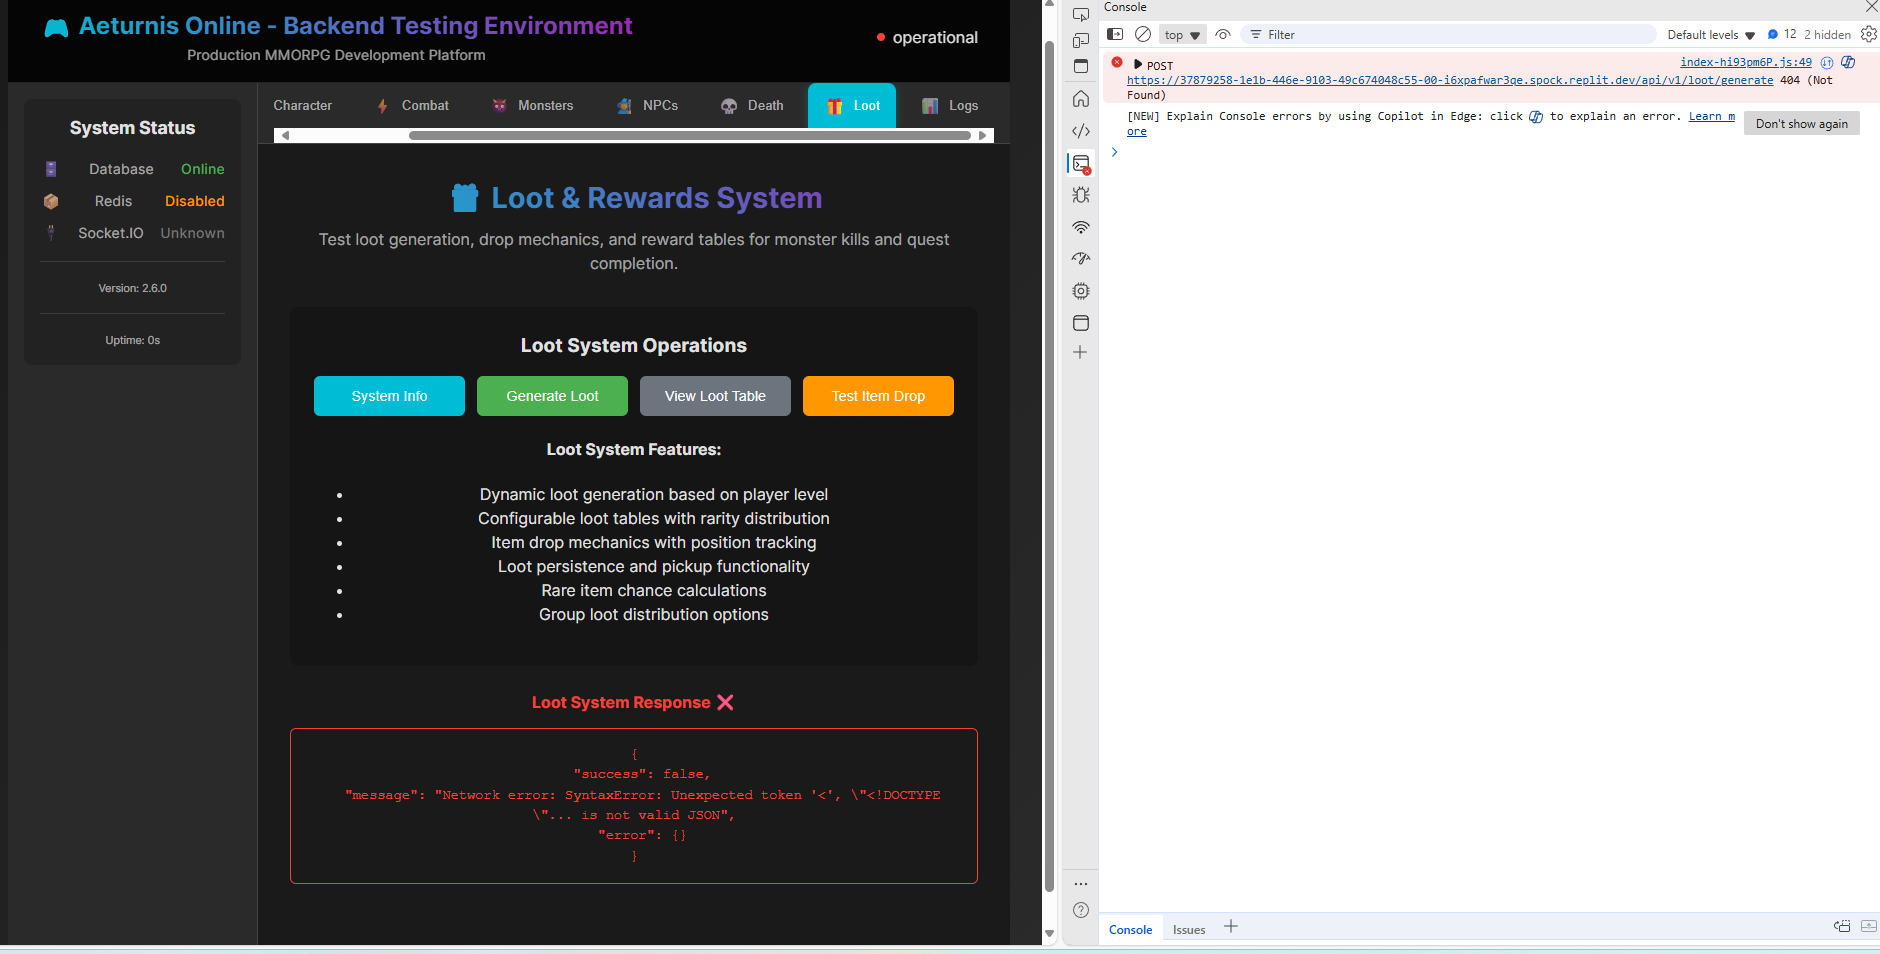 Aeturnis Online - Backend Testing Environment
Production MMORPG Development Platform
operational
System Status
Database Online
Redis Disabled
Socket.IO Unknown
Version: 2.6.0
Uptime: 0s
Character Combat Monsters NPCs Death Loot Logs
Loot & Rewards System
Test loot generation, drop mechanics, and reward tables for monster kills and quest
completion.
Loot System Operations
System Info Generate Loot View Loot Table Test Item Drop
Loot System Features:
• Dynamic loot generation based on player level
• Configurable loot tables with rarity distribution
• Item drop mechanics with position tracking
• Loot persistence and pickup functionality
• Rare item chance calculations
• Group loot distribution options
Loot System Response ❌
{
"success": false,
"message": "Network error: SyntaxError: Unexpected token '<', \"<!DOCTYPE
\"... is not valid JSON",
"error": {}
}
Console
top Filter Default levels 12 2 hidden
POST index-hi93pm6P.js:49
https://37879258-1e1b-446e-9103-49c674048c55-00-i6xpafwar3qe.spock.replit.dev/api/v1/loot/generate 404 (Not
Found)
[NEW] Explain Console errors by using Copilot in Edge: click to explain an error. Learn m
ore
Don't show again
Console Issues